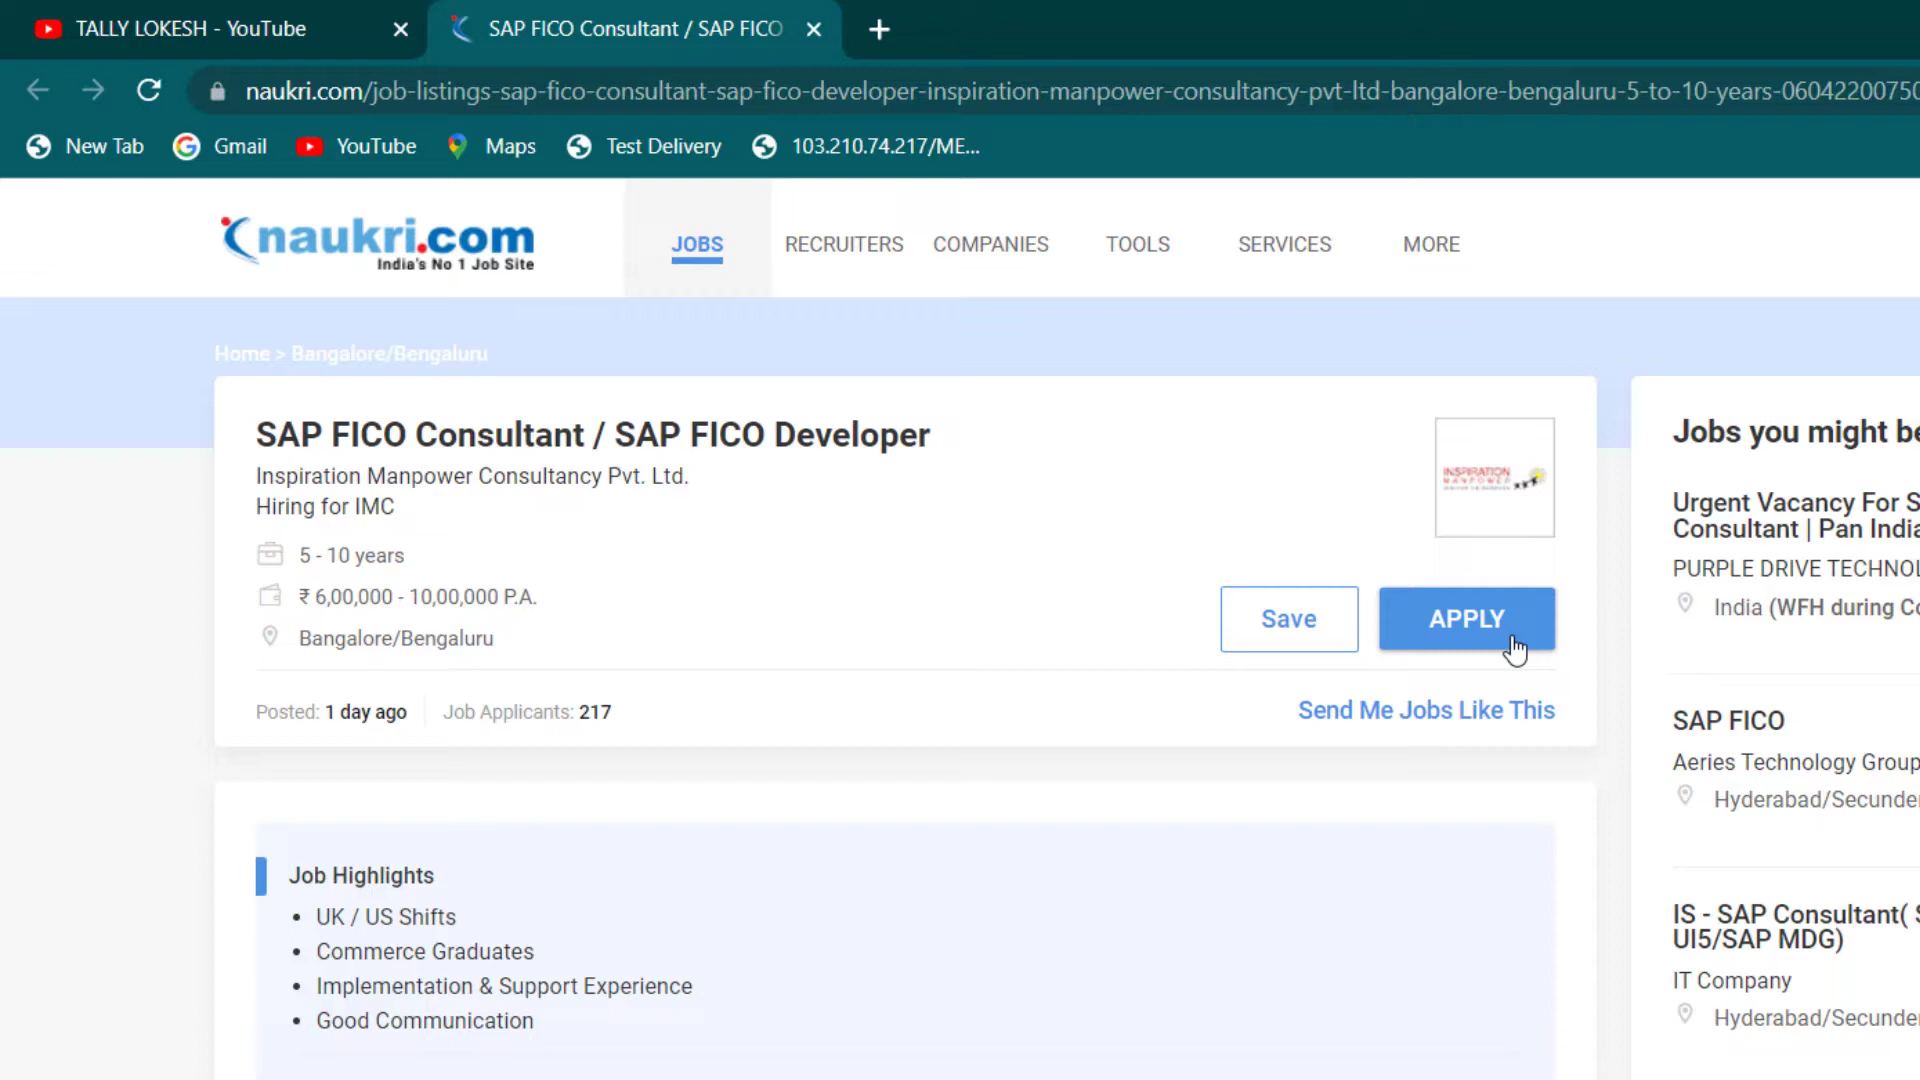 TALLY LOKESH - YouTube
SAP FICO Consultant / SAP FICO
naukri.com/job-listings-sap-fico-consultant-sap-fico-developer-inspiration-manpower-consultancy-pvt-ltd-bangalore-bengaluru-5-to-10-years-06042200750
New Tab
Gmail
YouTube
Maps
Test Delivery
103.210.74.217/ME...
naukri.com
India's No 1 Job Site
JOBS
RECRUITERS
COMPANIES
TOOLS
SERVICES
MORE
Home > Bangalore/Bengaluru
SAP FICO Consultant / SAP FICO Developer
Inspiration Manpower Consultancy Pvt. Ltd.
Hiring for IMC
INSPIRATION
MANPOWER
5 - 10 years
₹ 6,00,000 - 10,00,000 P.A.
Bangalore/Bengaluru
Save
APPLY
Posted: 1 day ago
Job Applicants: 217
Send Me Jobs Like This
Job Highlights
• UK / US Shifts
• Commerce Graduates
• Implementation & Support Experience
• Good Communication
Jobs you might be
Urgent Vacancy For S
Consultant | Pan India
PURPLE DRIVE TECHNOL
India (WFH during Co
SAP FICO
Aeries Technology Group
Hyderabad/Secunder
IS - SAP Consultant( S
UI5/SAP MDG)
IT Company
Hyderabad/Secunder